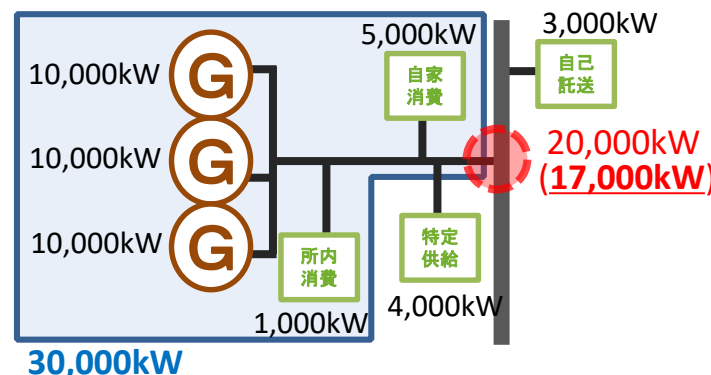 5,000kW
3,000kW
10,000kW
G
自家
消費
自己
託送
10,000kW
G
20,000kW
(17,000kW)
10,000kW
G
所内
消費
特定
供給
1,000kW
4,000kW
30,000kW